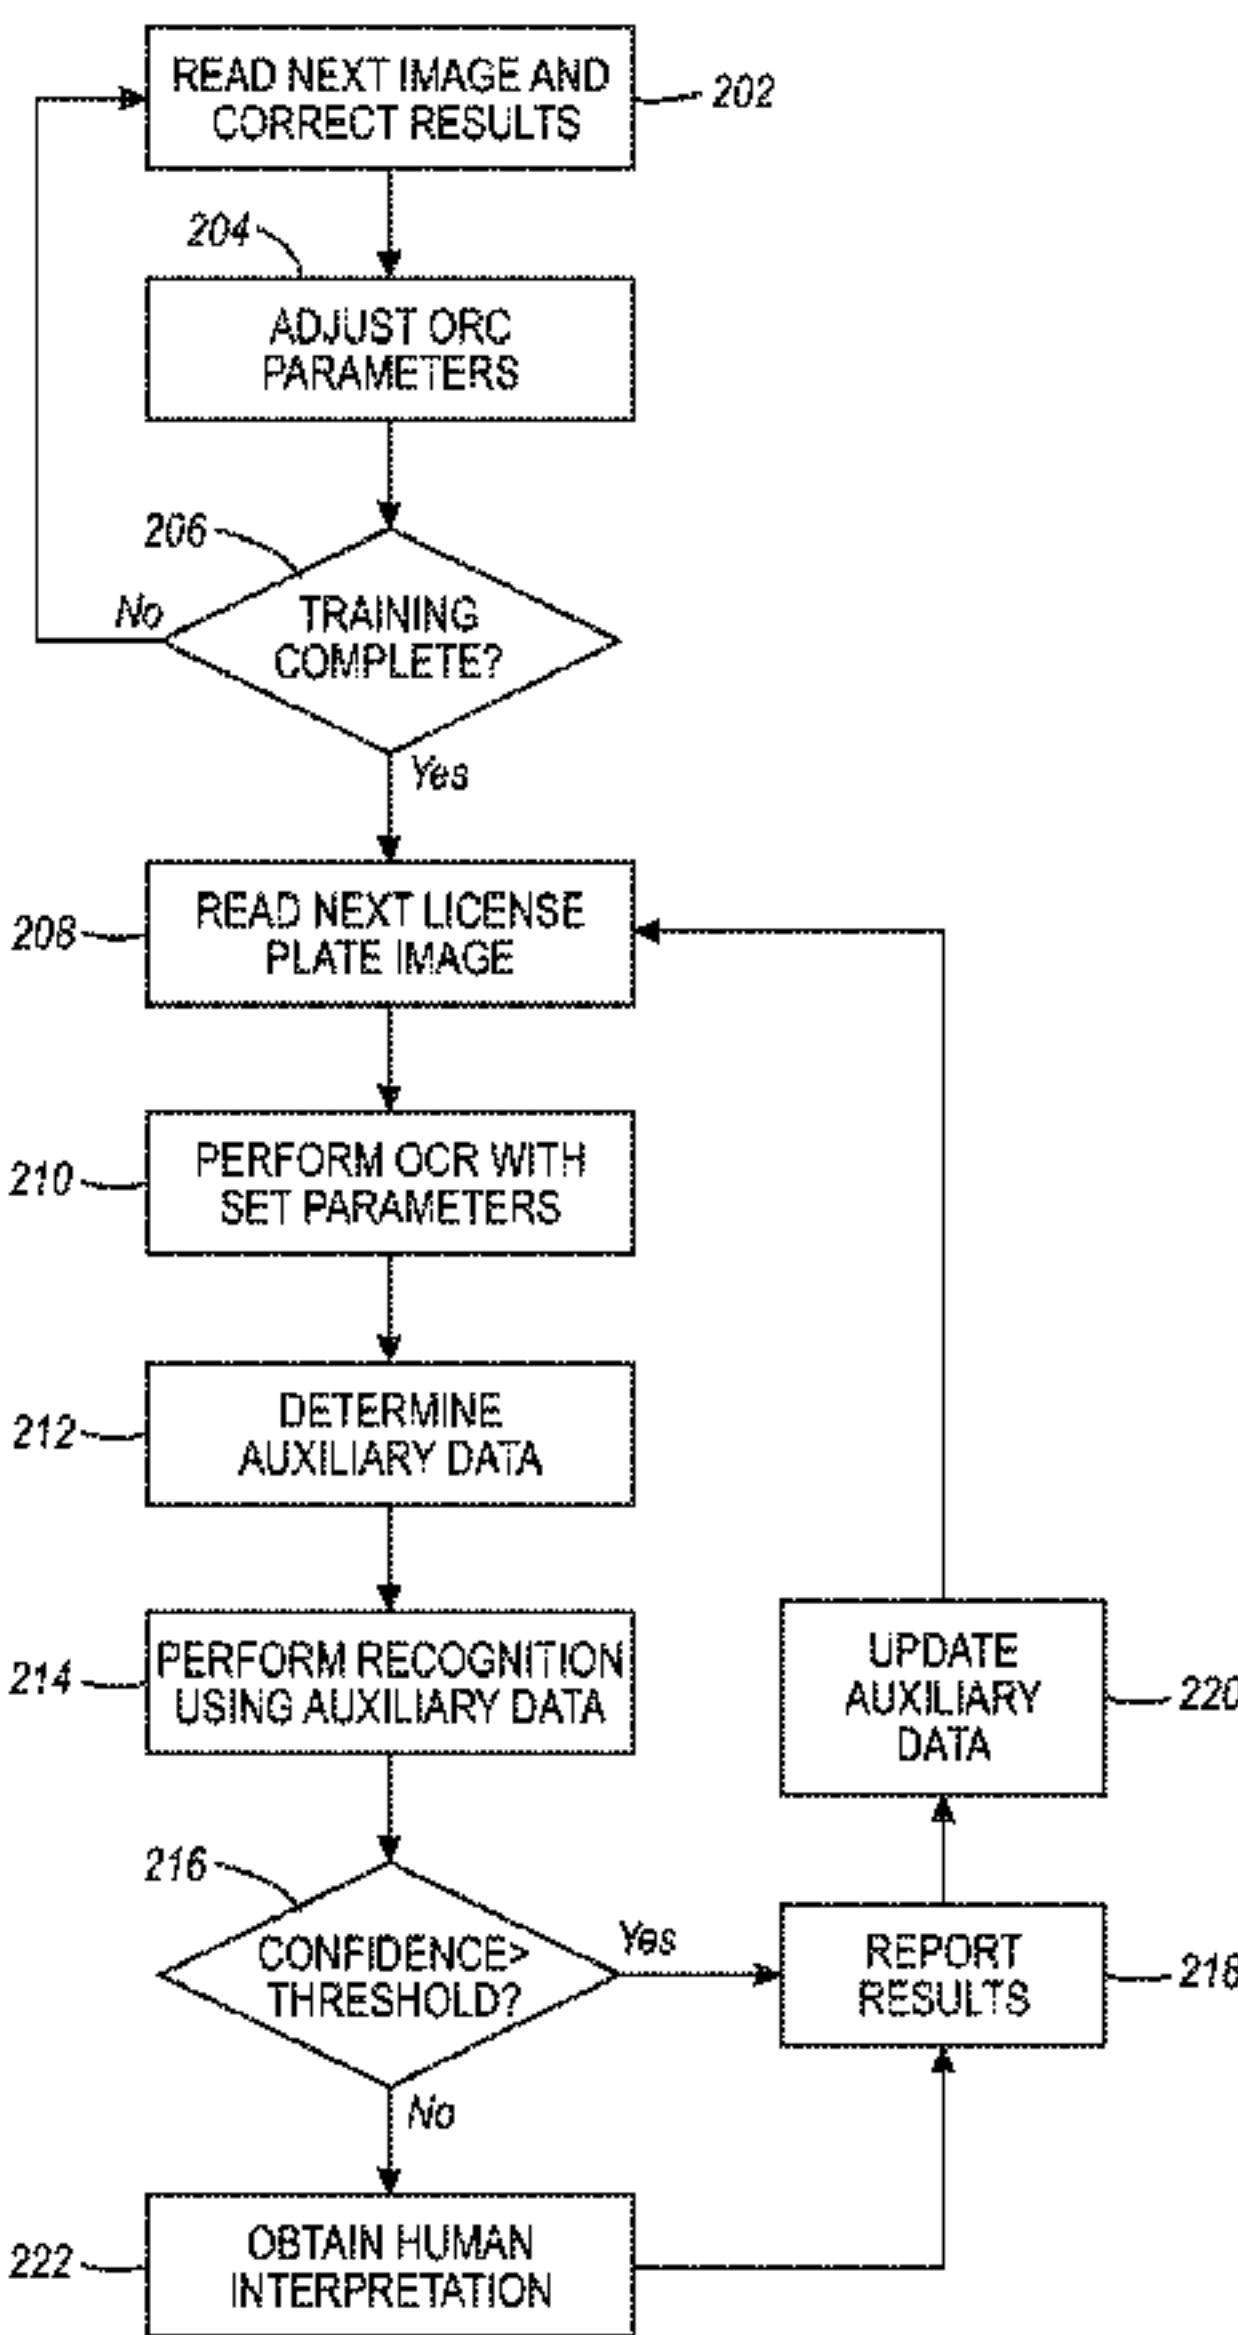 READ NEXT IMAGE AND
CORRECT RESULTS
202
204
ADJUST ORC
PARAMETERS
206
No
TRAINING
COMPLETE?
Yes
208
READ NEXT LICENSE
PLATE IMAGE
210
PERFORM OCR WITH
SET PARAMETERS
212
DETERMINE
AUXILIARY DATA
214
PERFORM RECOGNITION
USING AUXILIARY DATA
UPDATE
AUXILIARY
DATA
220
216
CONFIDENCE>
THRESHOLD?
Yes
REPORT
RESULTS
218
No
222
OBTAIN HUMAN
INTERPRETATION